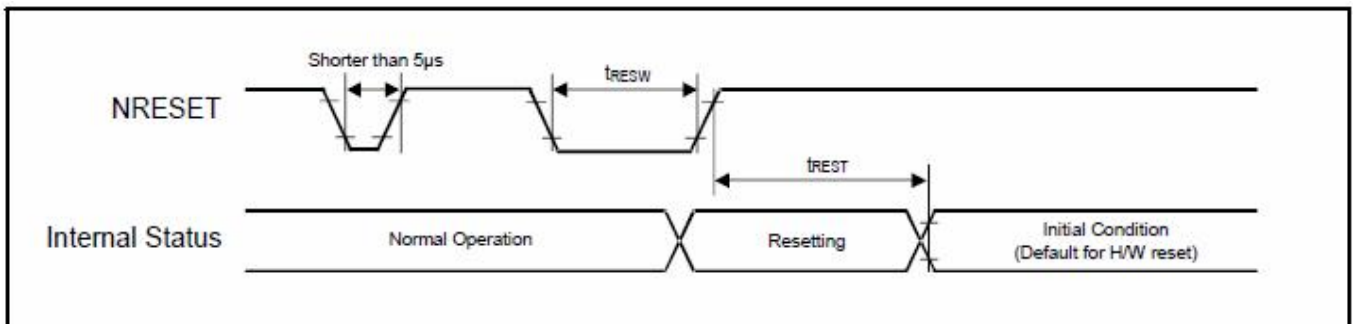 Shorter than 5µs
tRESW
NRESET
tREST
Internal Status
Normal Operation
Resetting
Initial Condition
(Default for H/W reset)